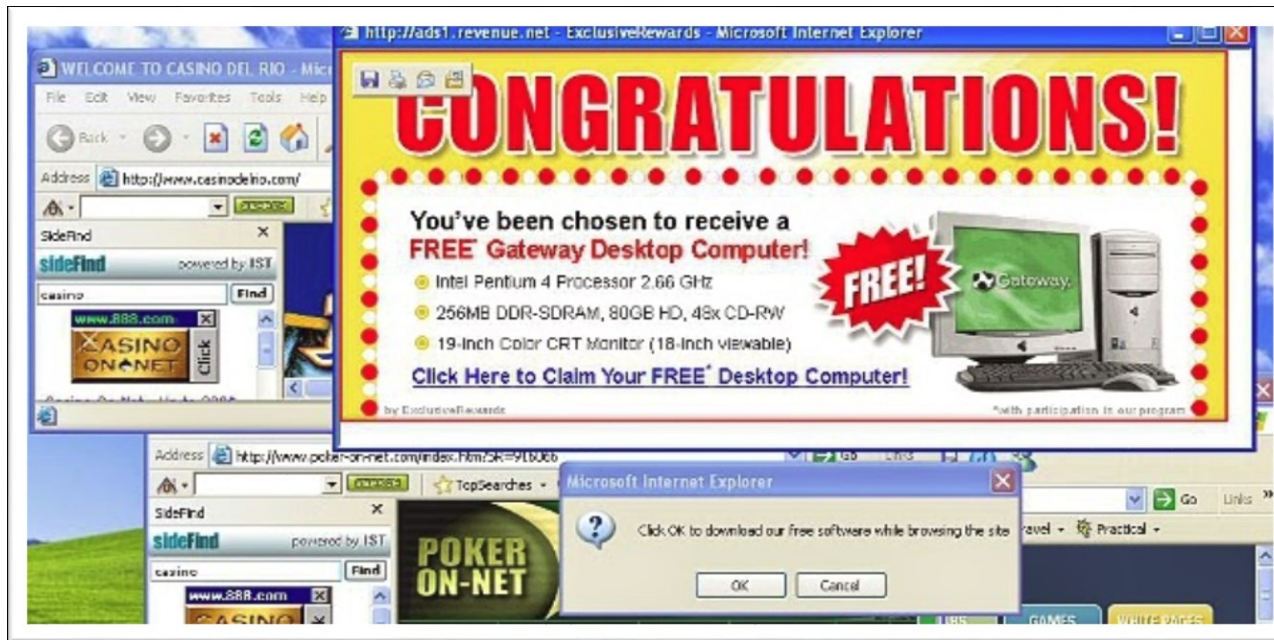 http://ads1.revenue.net - ExclusiveRewards - Microsoft Internet Explorer
WELCOME TO CASINO DEL RIO - Micr
File Edit View Favorites Tools Help
Back
Address http://www.casinodelrio.com/
SideFind
sideFind powered by IST
casino Find
www.888.com
CASINO
ON-NET
Click
CONGRATULATIONS!
You've been chosen to receive a
FREE* Gateway Desktop Computer!
Intel Pentium 4 Processor 2.66 GHz
256MB DDR-SDRAM, 80GB HD, 48x CD-RW
19-Inch Color CRT Monitor (18-inch viewable)
Click Here to Claim Your FREE* Desktop Computer!
FREE!
Gateway.
by ExclusiveRewards *with participation in our program
Address http://www.poker-on-net.com/index.htm?SR=916066
Go Links
TopSearches
SideFind
sideFind powered by IST
casino Find
www.888.com
CASINO
POKER
ON-NET
Microsoft Internet Explorer
Click OK to download our free software while browsing the site
OK Cancel
Go Links
ravel Practical
GAMES WHITE PAGES